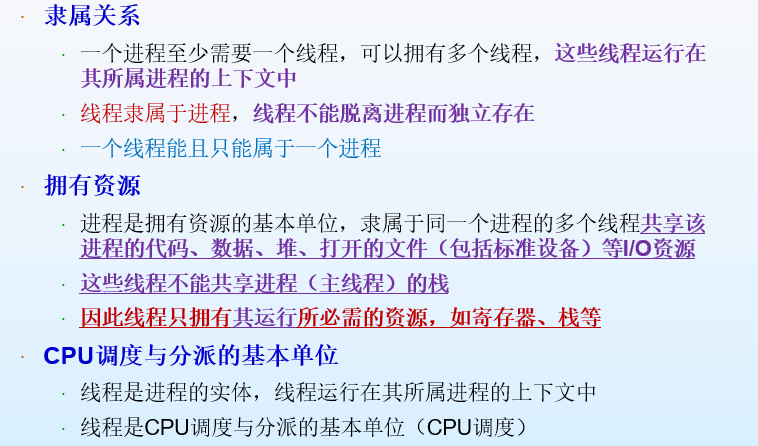 隶属关系
一个进程至少需要一个线程，可以拥有多个线程，这些线程运行在
其所属进程的上下文中
线程隶属于进程，线程不能脱离进程而独立存在
一个线程能且只能属于一个进程
拥有资源
进程是拥有资源的基本单位，隶属于同一个进程的多个线程共享该
进程的代码、数据、堆、打开的文件（包括标准设备）等I/O资源
这些线程不能共享进程（主线程）的栈
因此线程只拥有其运行所必需的资源，如寄存器、栈等
CPU调度与分派的基本单位
线程是进程的实体，线程运行在其所属进程的上下文中
线程是CPU调度与分派的基本单位（CPU调度）